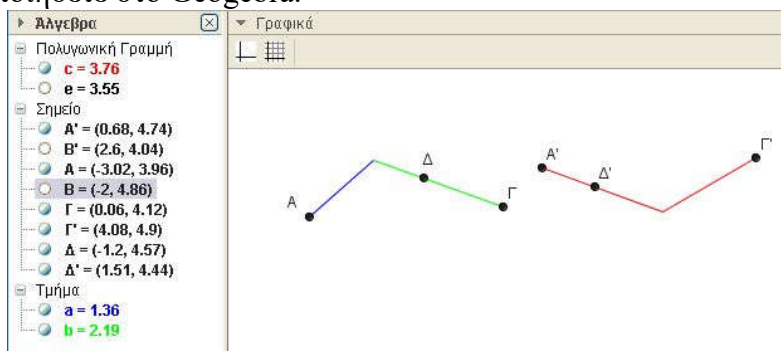 Άλγεβρα
Πολυγωνική Γραμμή
c = 3.76
e = 3.55
Σημείο
Α' = (0.68, 4.74)
Β' = (2.6, 4.04)
Α = (-3.02, 3.96)
Β = (-2, 4.86)
Γ = (0.06, 4.12)
Γ' = (4.08, 4.9)
Δ = (-1.2, 4.57)
Δ' = (1.51, 4.44)
Τμήμα
a = 1.36
b = 2.19
Γραφικά
Α
Δ
Γ
Α'
Δ'
Γ'